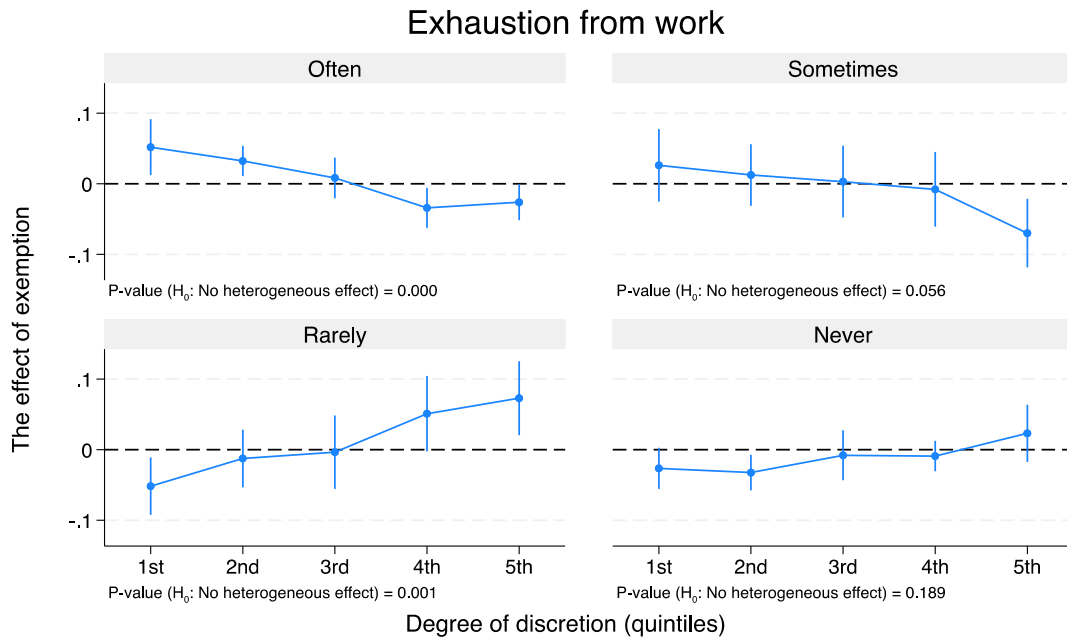 Exhaustion from work
Often
Sometimes
.1
0
-.1
P-value (H₀: No heterogeneous effect) = 0.000
P-value (H₀: No heterogeneous effect) = 0.056
The effect of exemption
Rarely
Never
.1
0
-.1
1st 2nd 3rd 4th 5th
1st 2nd 3rd 4th 5th
P-value (H₀: No heterogeneous effect) = 0.001
P-value (H₀: No heterogeneous effect) = 0.189
Degree of discretion (quintiles)